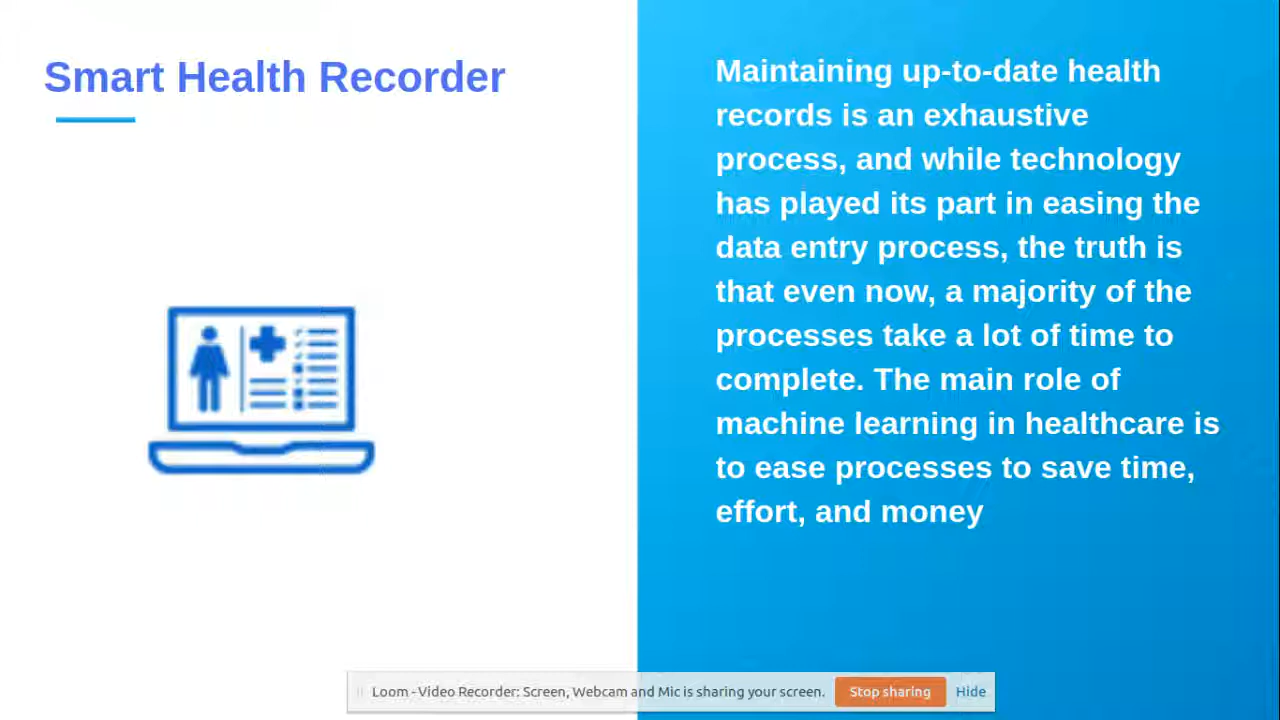 Smart Health Recorder
Maintaining up-to-date health
records is an exhaustive
process, and while technology
has played its part in easing the
data entry process, the truth is
that even now, a majority of the
processes take a lot of time to
complete. The main role of
machine learning in healthcare is
to ease processes to save time,
effort, and money
Loom - Video Recorder: Screen, Webcam and Mic is sharing your screen. Stop sharing Hide